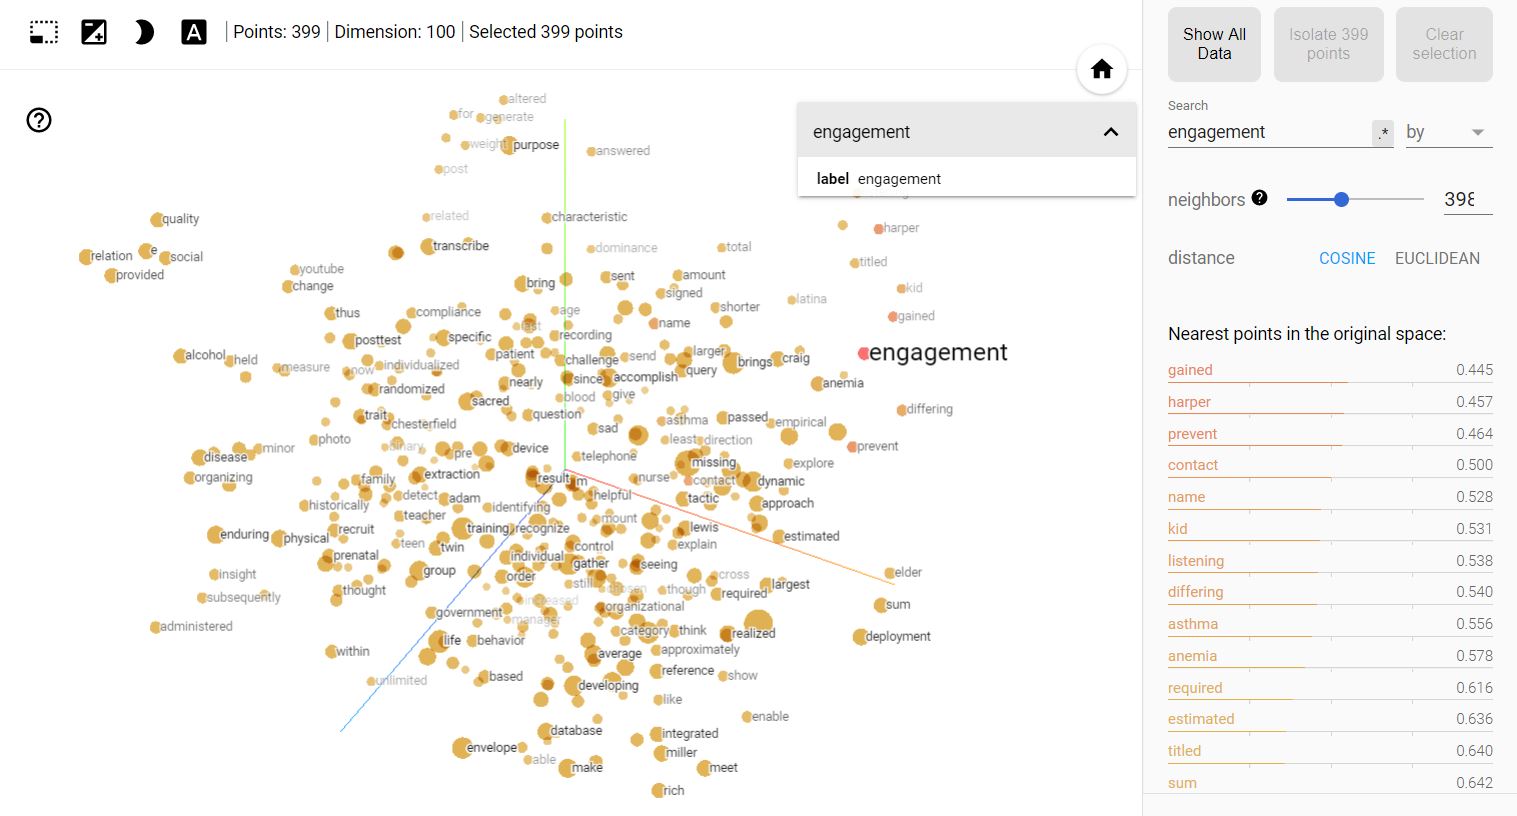 Points: 399 | Dimension: 100 | Selected 399 points
Show All Data
Isolate 399 points
Clear selection
Search
engagement
.*
by
neighbors
398
distance
COSINE
EUCLIDEAN
Nearest points in the original space:
gained 0.445
harper 0.457
prevent 0.464
contact 0.500
name 0.528
kid 0.531
listening 0.538
differing 0.540
asthma 0.556
anemia 0.578
required 0.616
estimated 0.636
titled 0.640
sum 0.642
engagement
label engagement
altered
for
generate
weight
purpose
answered
post
quality
related
characteristic
harper
relation
e
social
transcribe
dominance
total
provided
youtube
change
bring
sent
amount
titled
signed
kid
latina
thus
compliance
age
shorter
gained
last
name
posttest
specific
recording
alcohol
held
patient
challenge
send
larger
brings
craig
engagement
measure
now
individualized
since
accomplish
query
anemia
randomized
nearly
blood
give
sacred
trait
chesterfield
question
asthma
passed
empirical
differing
photo
binary
sad
least
direction
minor
pre
device
prevent
disease
telephone
missing
explore
organizing
family
extraction
result
m
nurse
contact
dynamic
historically
detect
adam
identifying
helpful
tactic
approach
teacher
mount
enduring
physical
recruit
training
recognize
lewis
estimated
teen
twin
control
explain
prenatal
individual
gather
seeing
insight
group
order
still
cross
elder
subsequently
thought
chosen
though
required
largest
increased
organizational
sum
government
manager
administered
life
behavior
category
think
realized
deployment
within
average
approximately
unlimited
based
developing
reference
show
like
enable
database
integrated
envelope
able
miller
make
meet
rich